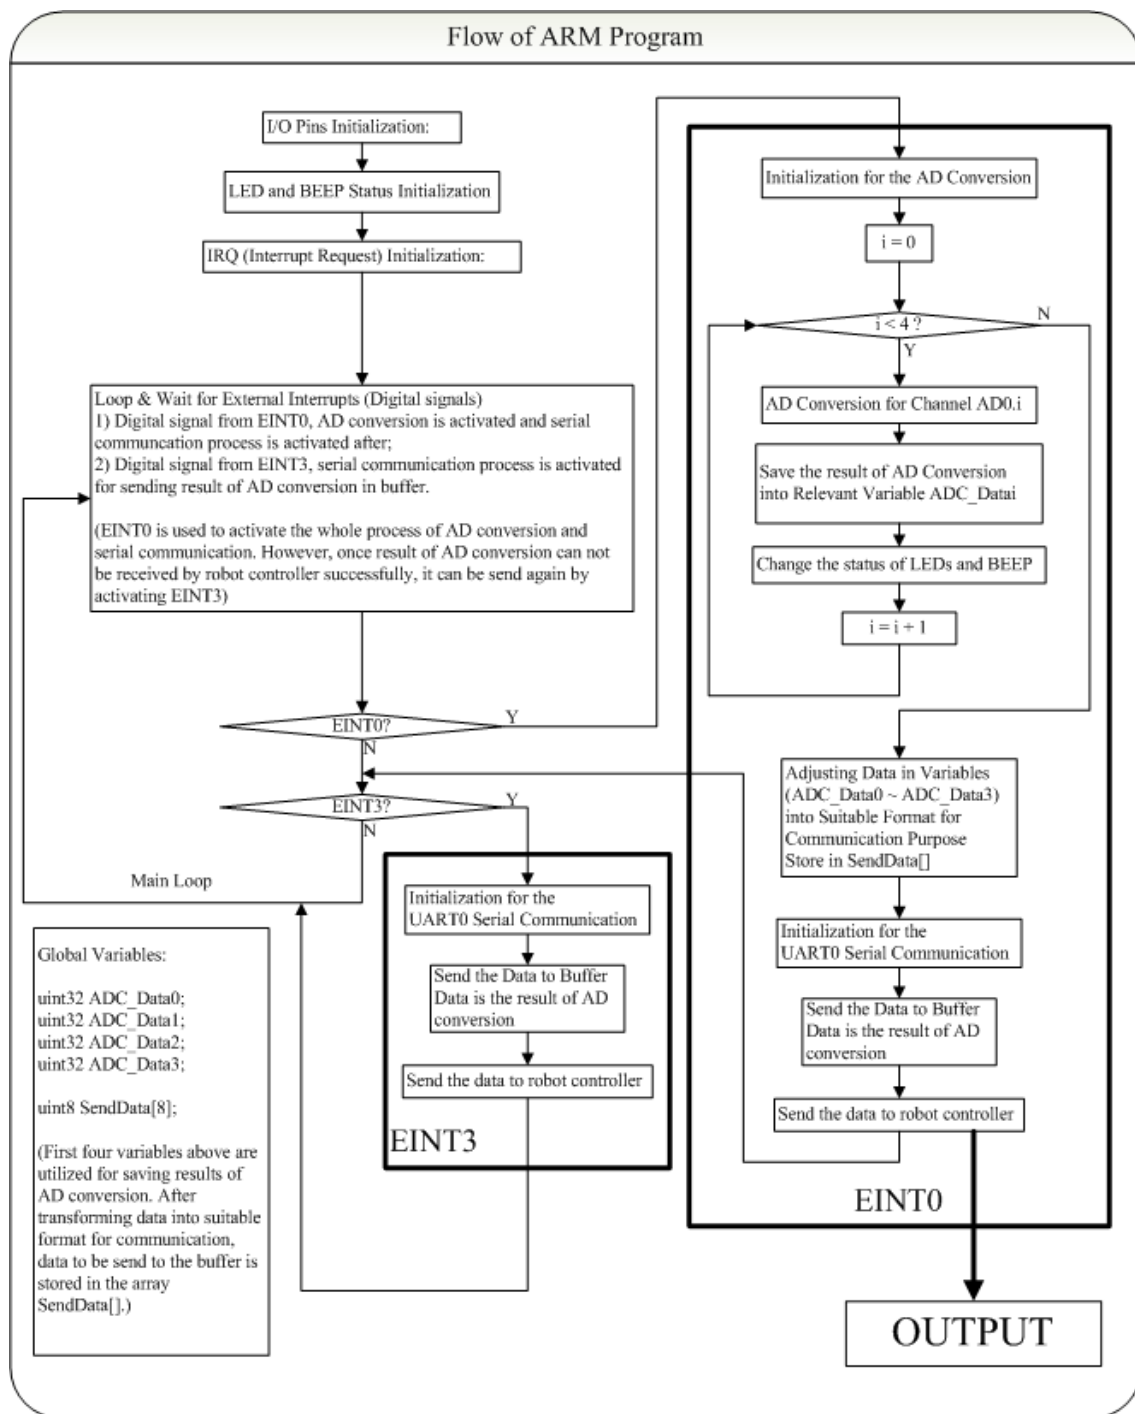 Flow of ARM Program
I/O Pins Initialization:
LED and BEEP Status Initialization
IRQ (Interrupt Request) Initialization:
Loop & Wait for External Interrupts (Digital signals)
1) Digital signal from EINT0, AD conversion is activated and serial
communcation process is activated after;
2) Digital signal from EINT3, serial communication process is activated
for sending result of AD conversion in buffer.
(EINT0 is used to activate the whole process of AD conversion and
serial communication. However, once result of AD conversion can not
be received by robot controller successfully, it can be send again by
activating EINT3)
EINT0?
Y
N
EINT3?
Y
N
Main Loop
Global Variables:
uint32 ADC_Data0;
uint32 ADC_Data1;
uint32 ADC_Data2;
uint32 ADC_Data3;
uint8 SendData[8];
(First four variables above are
utilized for saving results of
AD conversion. After
transforming data into suitable
format for communication,
data to be send to the buffer is
stored in the array
SendData[].)
Initialization for the
UART0 Serial Communication
Send the Data to Buffer
Data is the result of AD
conversion
Send the data to robot controller
EINT3
Initialization for the AD Conversion
i = 0
i < 4 ?
N
Y
AD Conversion for Channel AD0.i
Save the result of AD Conversion
into Relevant Variable ADC_Datai
Change the status of LEDs and BEEP
i = i + 1
Adjusting Data in Variables
(ADC_Data0 ~ ADC_Data3)
into Suitable Format for
Communication Purpose
Store in SendData[]
Initialization for the
UART0 Serial Communication
Send the Data to Buffer
Data is the result of AD
conversion
Send the data to robot controller
EINT0
OUTPUT